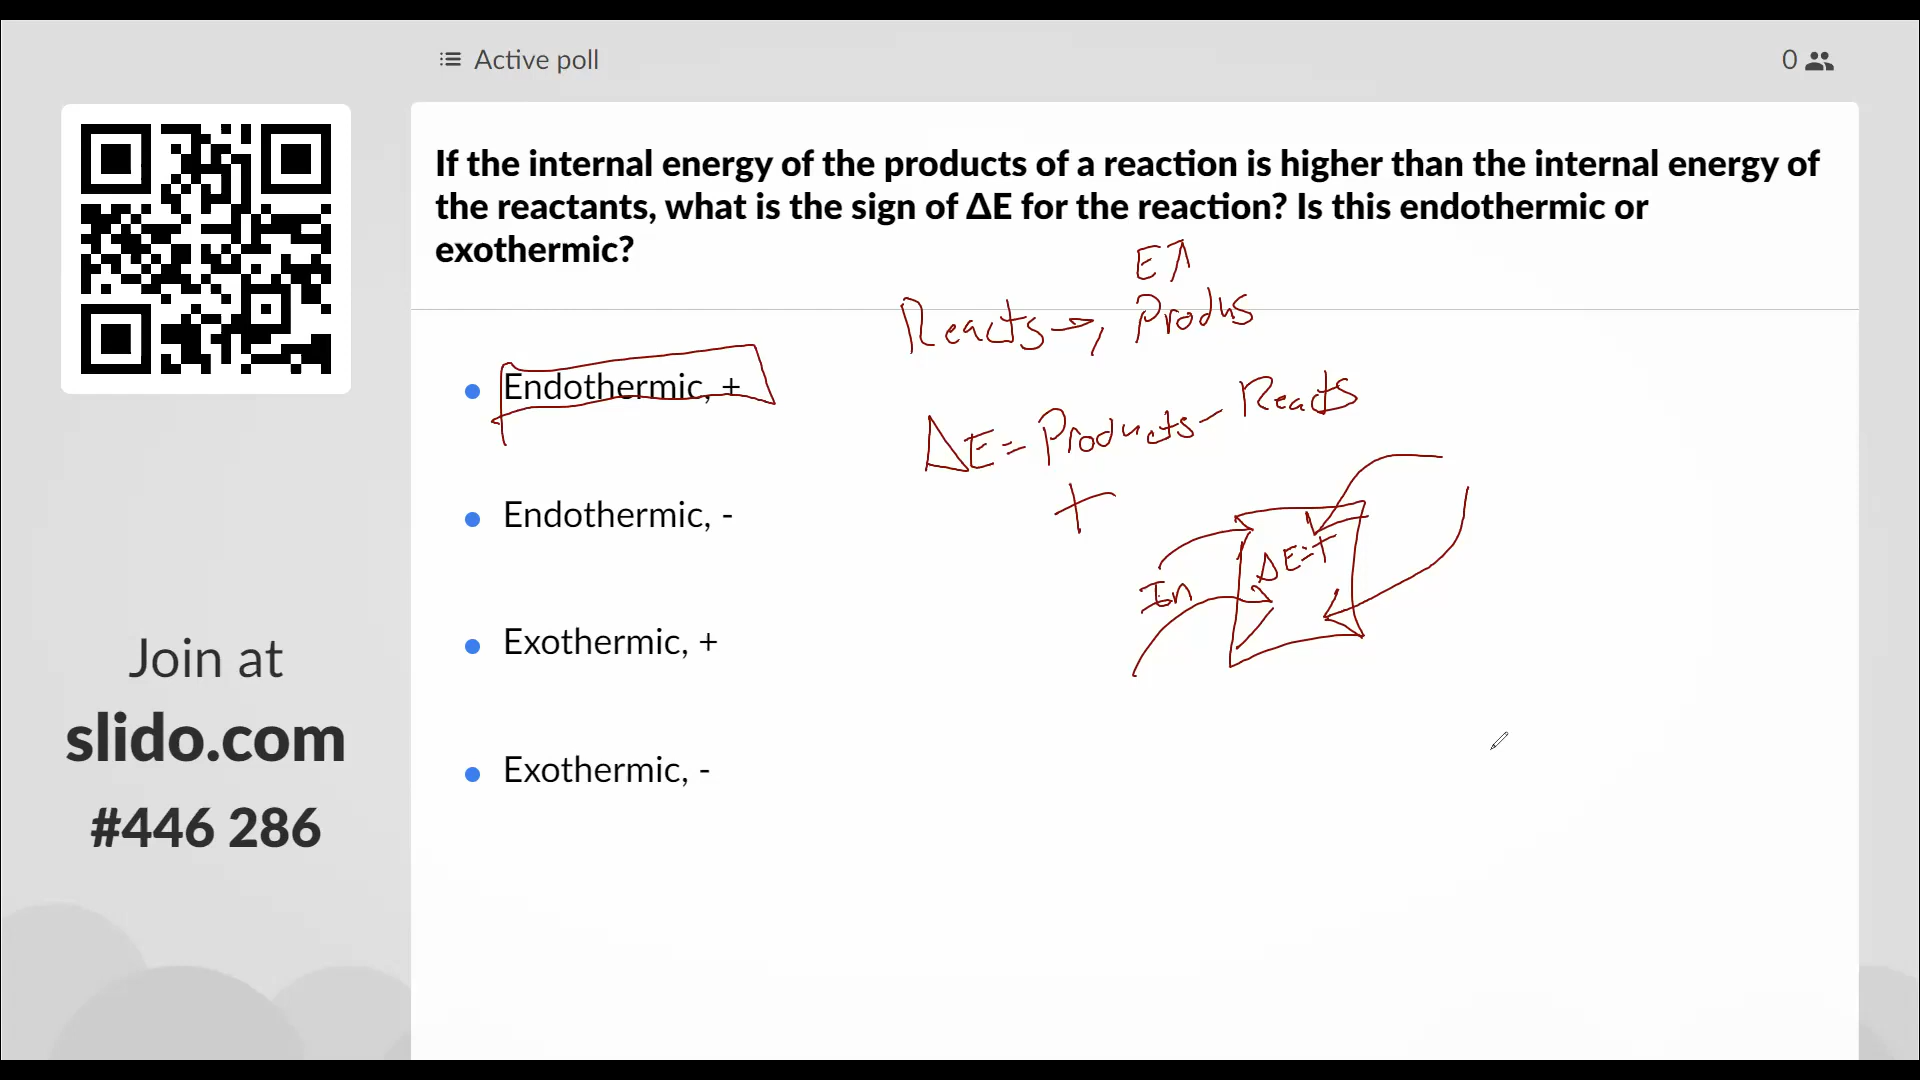 Active poll
0
If the internal energy of the products of a reaction is higher than the internal energy of
the reactants, what is the sign of ΔE for the reaction? Is this endothermic or
exothermic?
E↑
Reacts → Produs
Endothermic, +
ΔE = Products - Reacts
+
Endothermic, -
ΔE=+
In
Exothermic, +
Exothermic, -
Join at
slido.com
#446 286